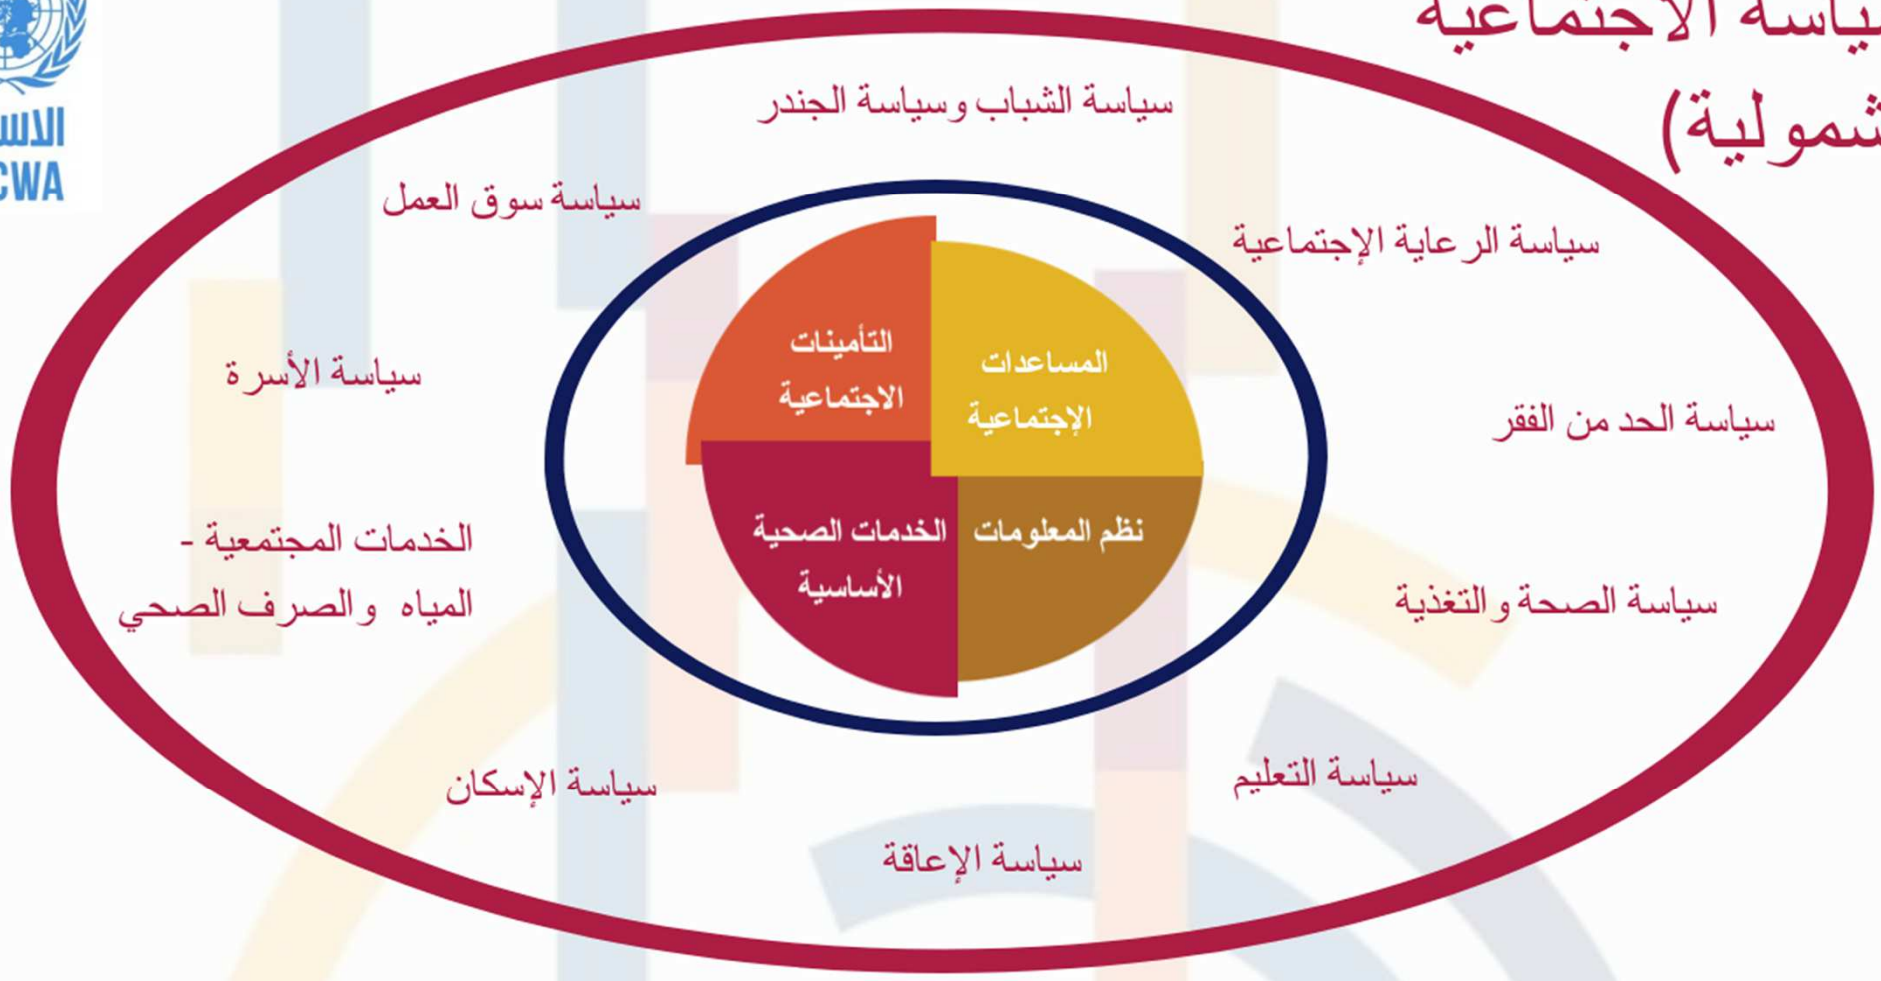 الاجتماعية
سياسة الشباب وسياسة الجندر
سياسة سوق العمل
سياسة الرعاية الإجتماعية
التأمينات
الاجتماعية
المساعدات
الإجتماعية
سياسة الأسرة
سياسة الحد من الفقر
الخدمات المجتمعية -
المياه والصرف الصحي
الخدمات الصحية
الأساسية
نظم المعلومات
سياسة الصحة والتغذية
سياسة الإسكان
سياسة التعليم
سياسة الإعاقة